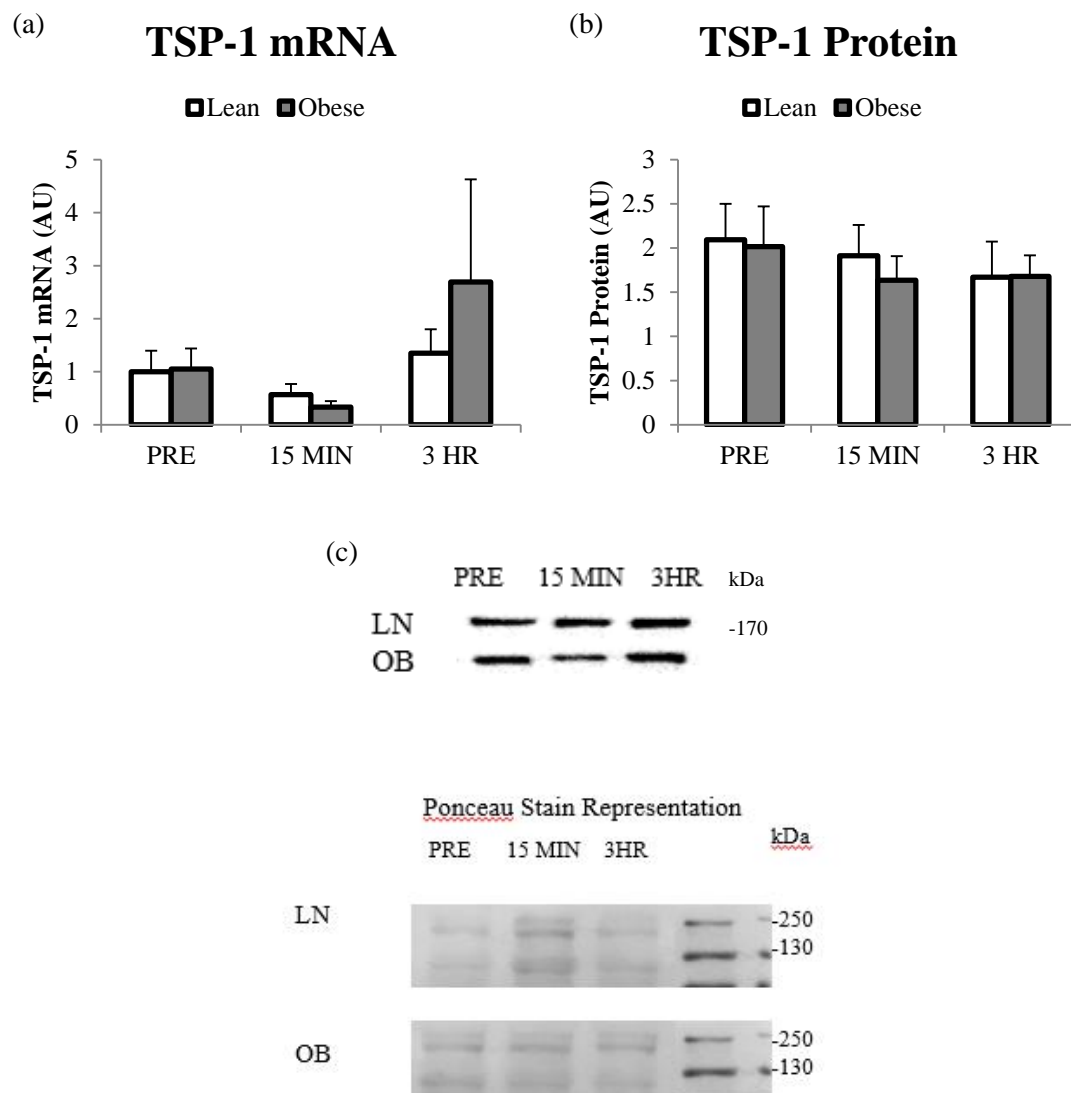 (a)
TSP-1 mRNA
Lean Obese
TSP-1 mRNA (AU)
5
4
3
2
1
0
PRE 15 MIN 3 HR
(b)
TSP-1 Protein
Lean Obese
TSP-1 Protein (AU)
3
2.5
2
1.5
1
0.5
0
PRE 15 MIN 3 HR
(c)
PRE 15 MIN 3HR kDa
LN -170
OB
Ponceau Stain Representation
PRE 15 MIN 3HR kDa
LN -250
-130
OB -250
-130